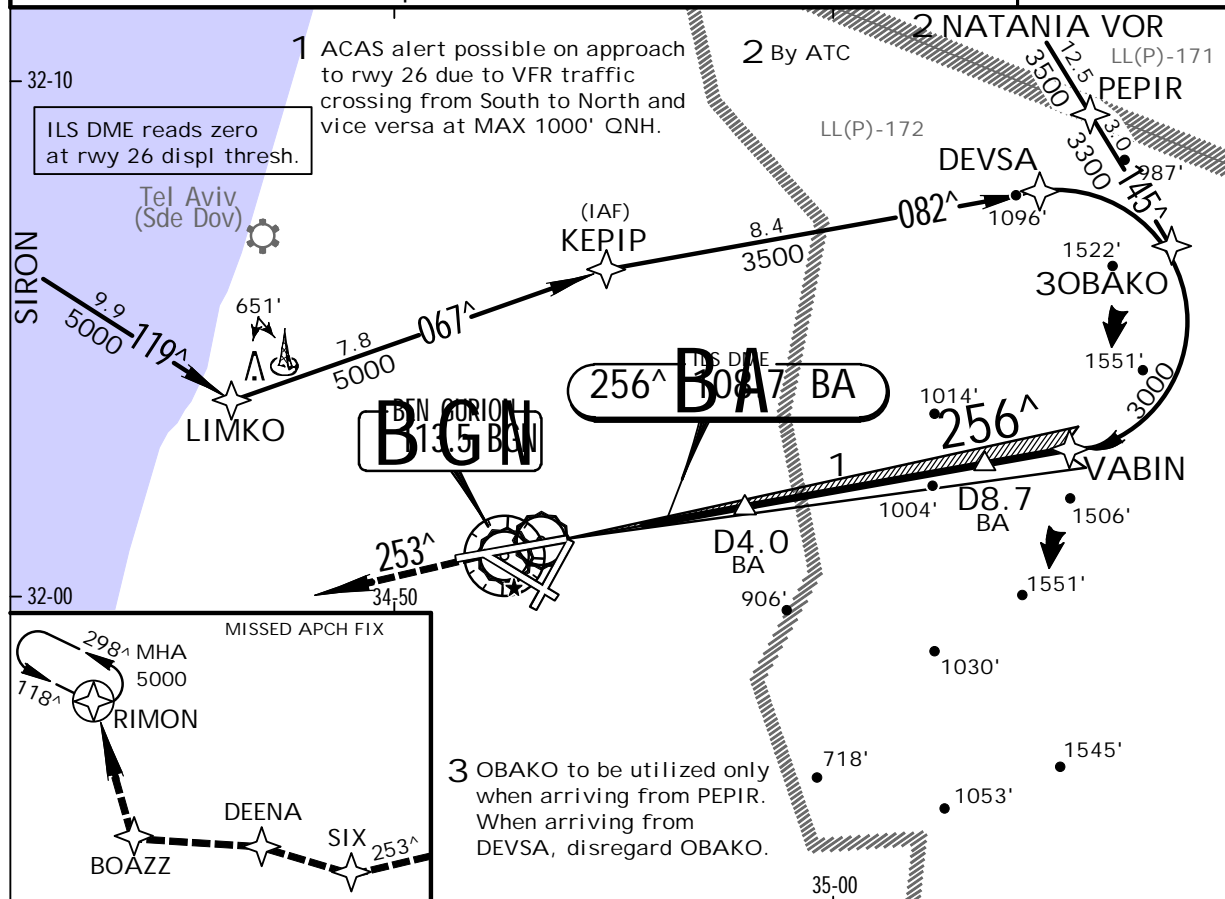 1 ACAS alert possible on approach
to rwy 26 due to VFR traffic
crossing from South to North and
vice versa at MAX 1000' QNH.
2 By ATC
2 NATANIA VOR
LL(P)-171
12.5
3500
PEPIR
32-10
ILS DME reads zero
at rwy 26 displ thresh.
LL(P)-172
3.0
3300
987'
145^
DEVSA
1096'
Tel Aviv
(Sde Dov)
(IAF)
KEPIP
8.4
3500
082^
1522'
3OBAKO
SIRON
9.9
5000
119^
651'
7.8
5000
067^
1551'
3000
LIMKO
ILS DME
256^ 108.7 BA
BA
1014'
256^
BEN GURION
113.5 BGN
BGN
1
VABIN
1004'
D8.7
BA
1506'
D4.0
BA
253^
32-00
34-50
906'
1551'
MISSED APCH FIX
298^
MHA
5000
118^
RIMON
1030'
BOAZZ
DEENA
SIX
253^
3 OBAKO to be utilized only
when arriving from PEPIR.
When arriving from
DEVSA, disregard OBAKO.
718'
1545'
1053'
35-00